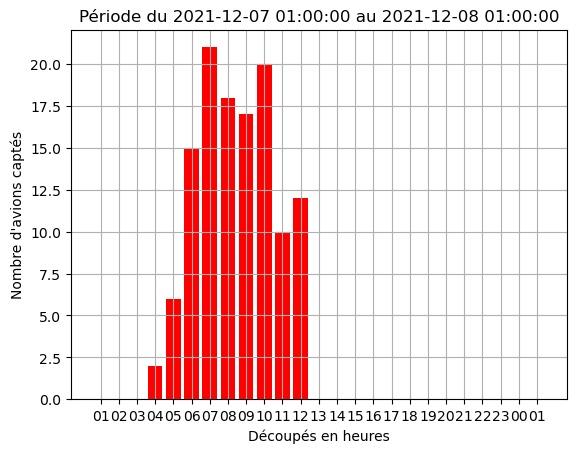 Période du 2021-12-07 01:00:00 au 2021-12-08 01:00:00
20.0
17.5
15.0
12.5
10.0
7.5
5.0
2.5
0.0
Nombre d'avions captés
01 02 03 04 05 06 07 08 09 10 11 12 13 14 15 16 17 18 19 20 21 22 23 00 01
Découpés en heures